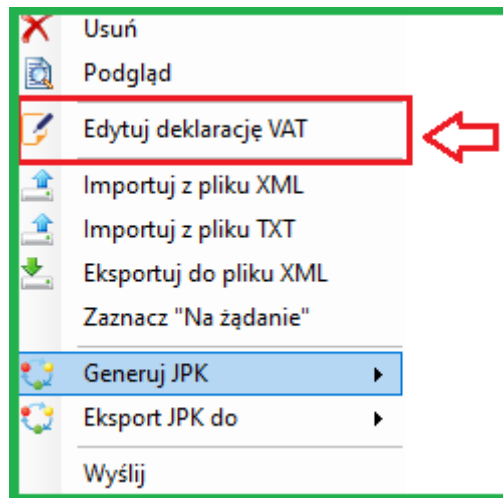 Usuń
Podgląd
Edytuj deklarację VAT
Importuj z pliku XML
Importuj z pliku TXT
Eksportuj do pliku XML
Zaznacz "Na żądanie"
Generuj JPK
Eksport JPK do
Wyślij